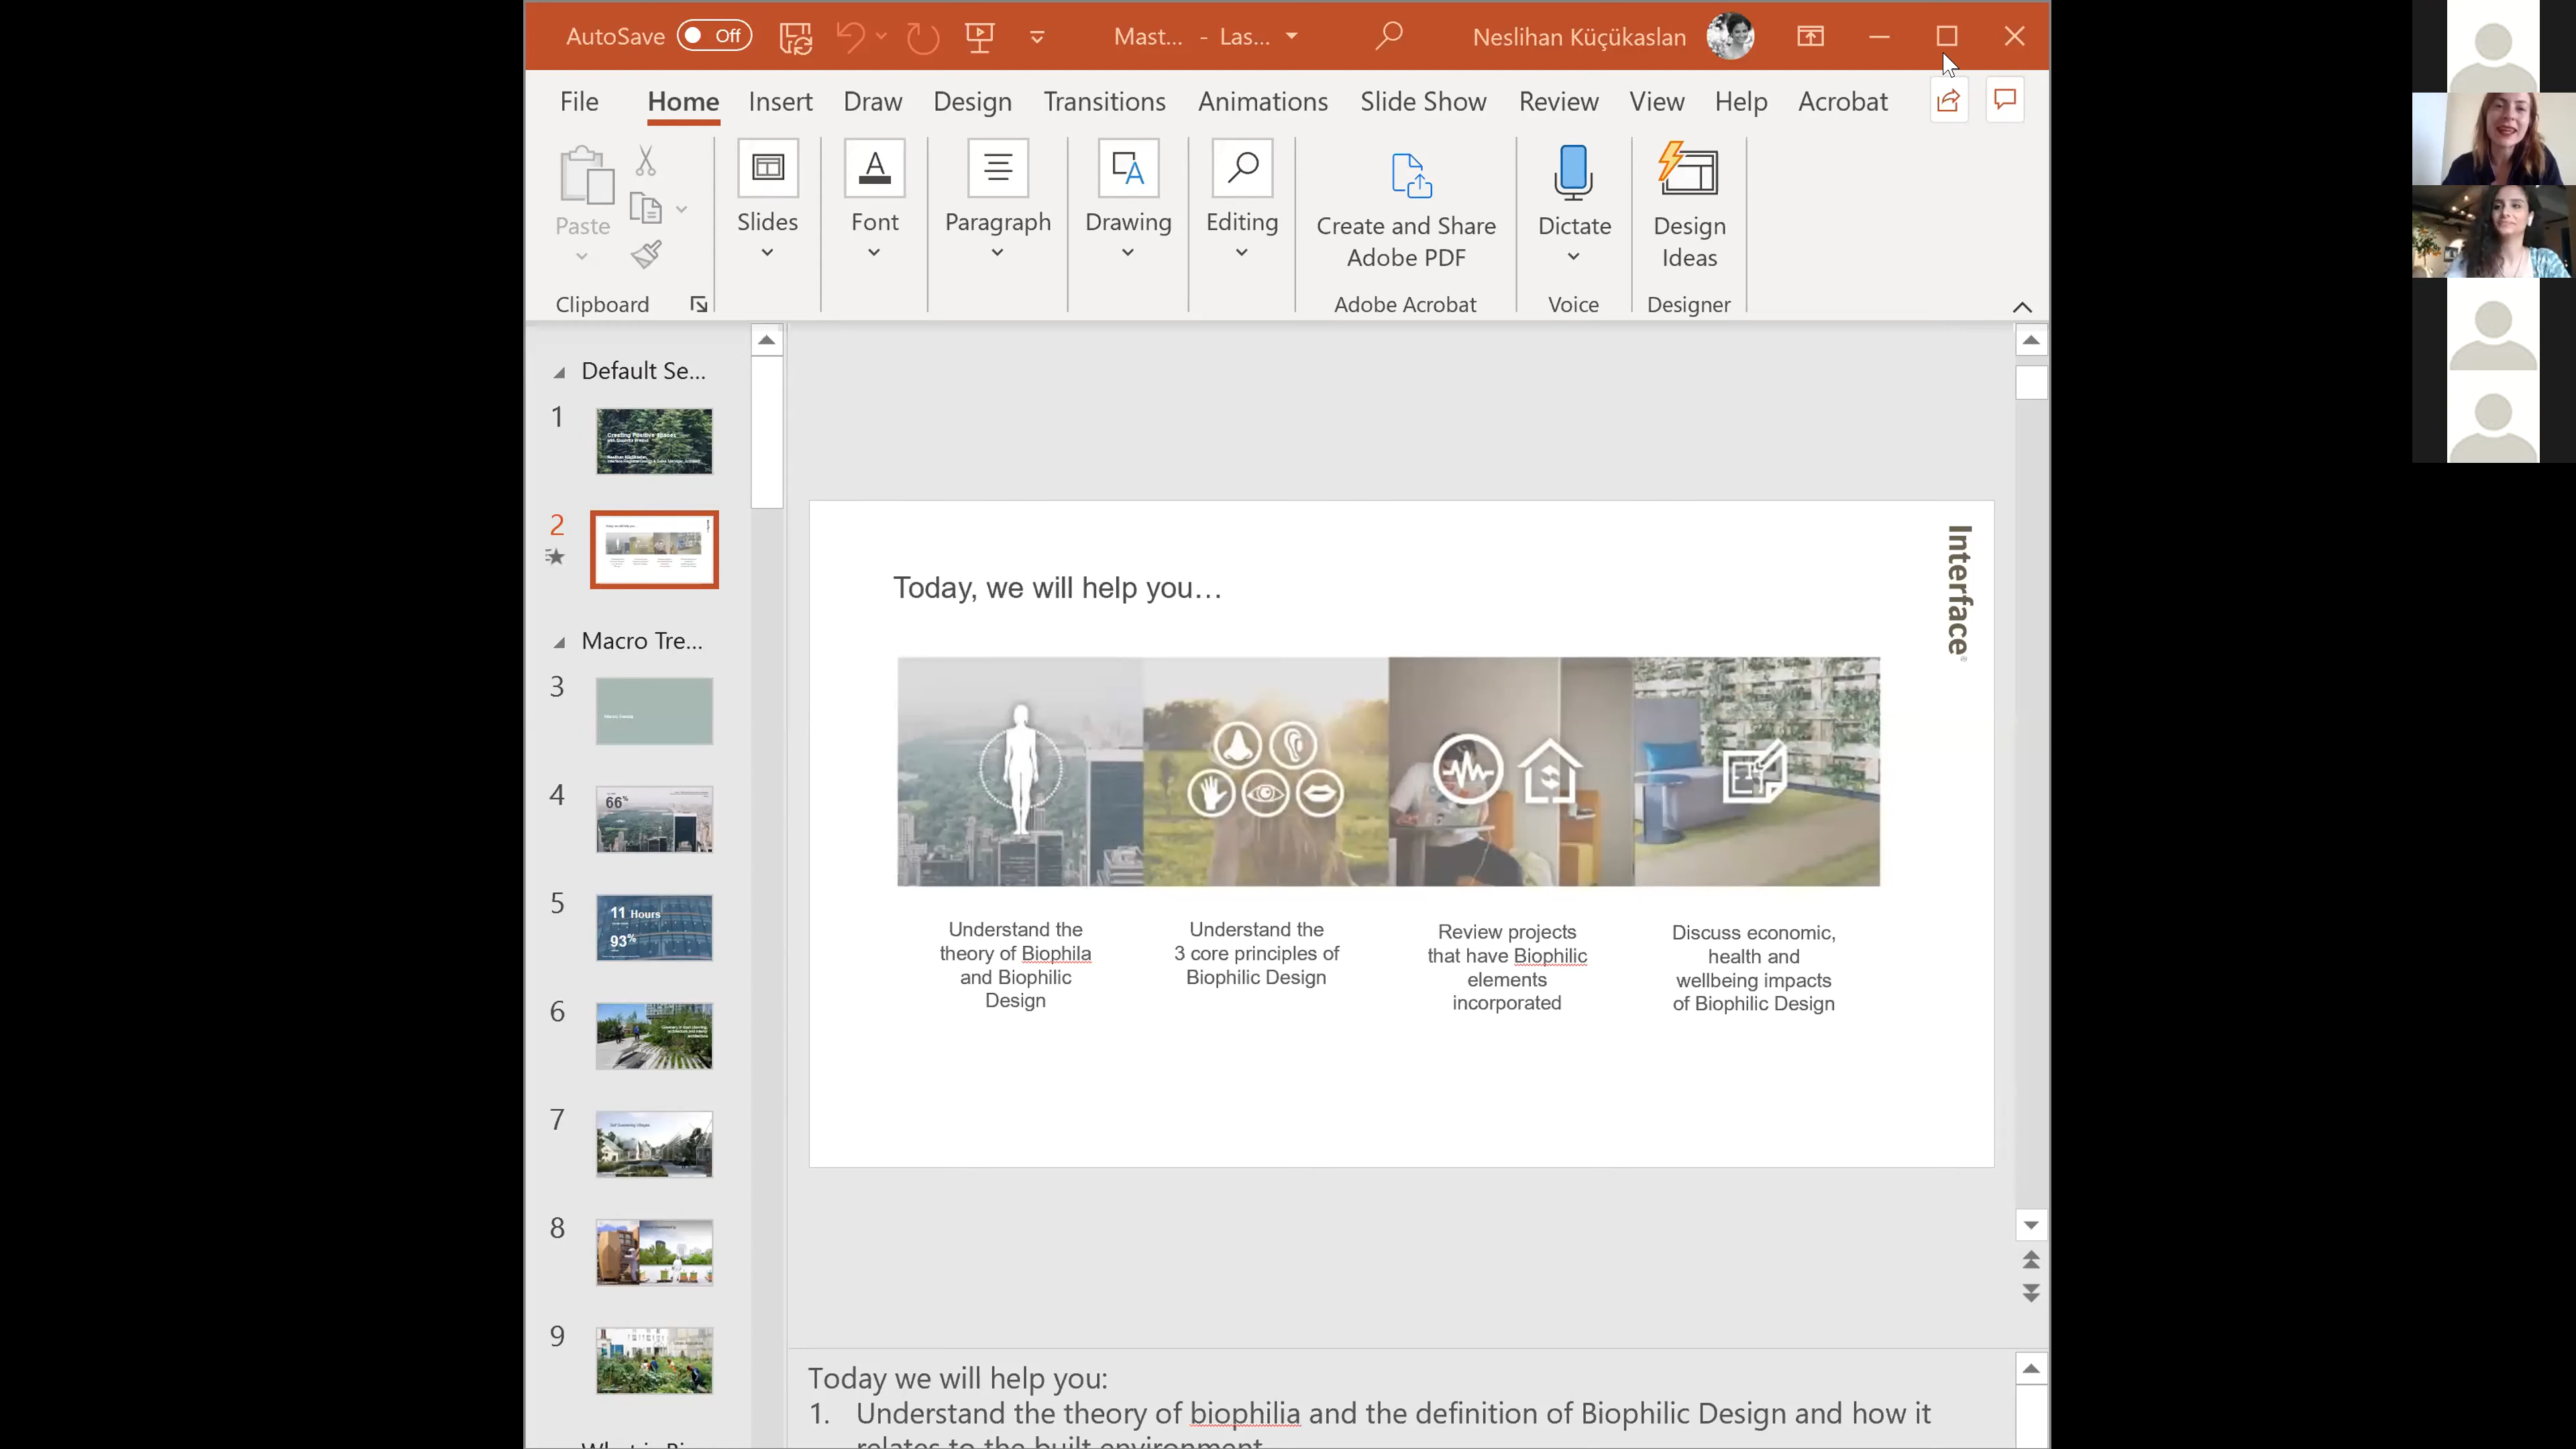 AutoSave Off Mast... - Las... Neslihan Küçükaslan
File Home Insert Draw Design Transitions Animations Slide Show Review View Help Acrobat
Paste
Slides
Font
Paragraph
Drawing
Editing
Create and Share
Adobe PDF
Dictate
Design
Ideas
Clipboard
Adobe Acrobat
Voice
Designer
Default Se...
1
2
Macro Tre...
3
4
66%
5
11 Hours
93%
6
7
8
9
Interface
Today, we will help you...
Understand the
theory of Biophila
and Biophilic
Design
Understand the
3 core principles of
Biophilic Design
Review projects
that have Biophilic
elements
incorporated
Discuss economic,
health and
wellbeing impacts
of Biophilic Design
Today we will help you:
1. Understand the theory of biophilia and the definition of Biophilic Design and how it
relates to the built environment